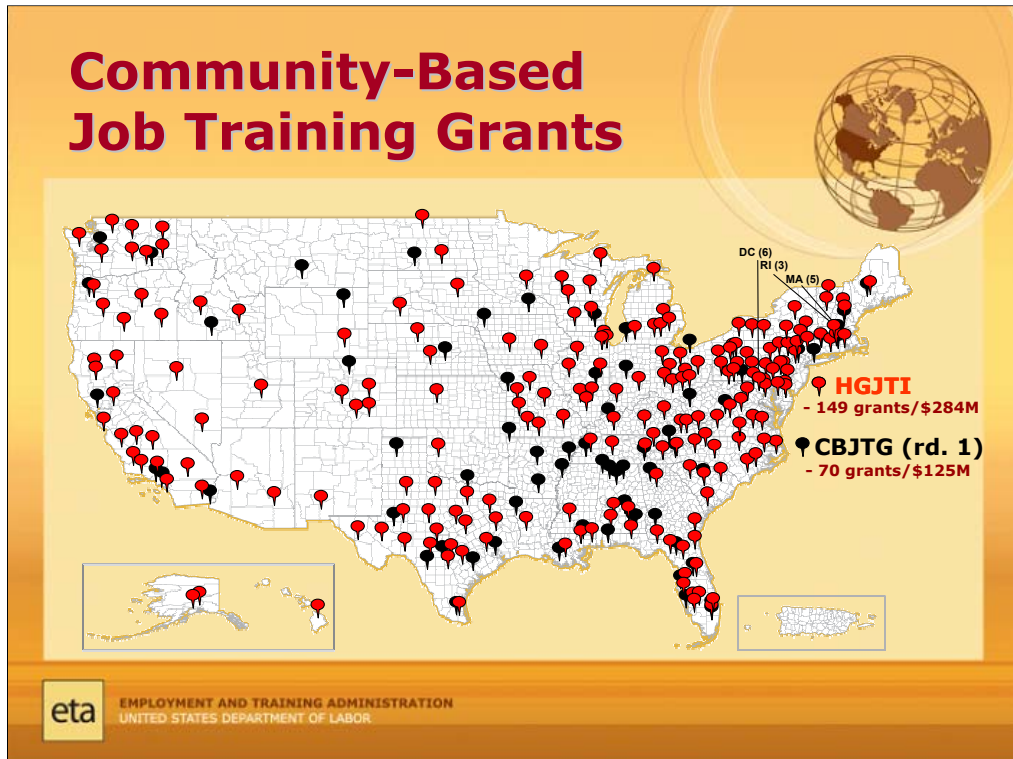 Community-Based
Job Training Grants
DC (6)
RI (3)
MA (5)
HGJTI
- 149 grants/$284M
CBJTG (rd. 1)
- 70 grants/$125M
eta
EMPLOYMENT AND TRAINING ADMINISTRATION
UNITED STATES DEPARTMENT OF LABOR